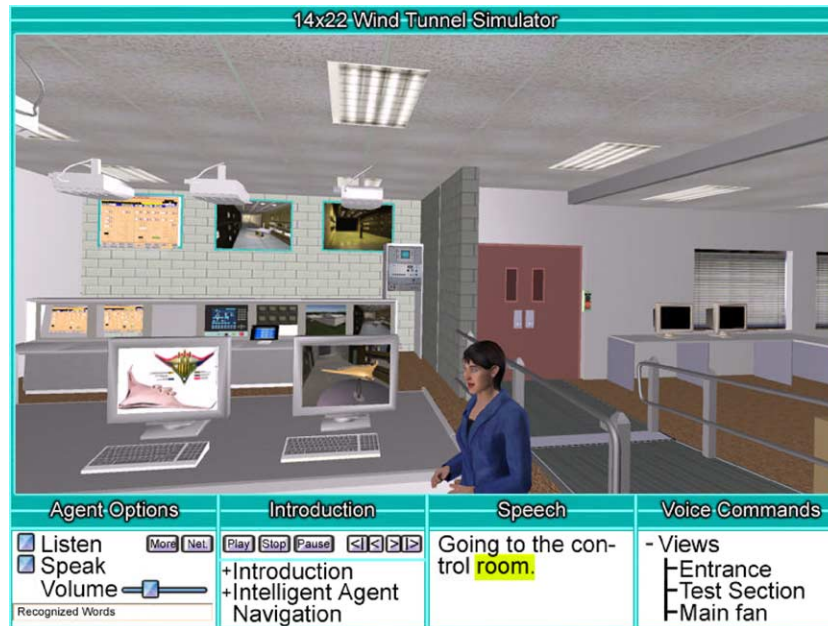 14x22 Wind Tunnel Simulator
Agent Options
Listen
More
Net.
Speak
Volume
Recognized Words
Introduction
Play
Stop
Pause
<|
<
>
|>
+Introduction
+Intelligent Agent
Navigation
Speech
Going to the con-
trol room.
Voice Commands
- Views
Entrance
Test Section
Main fan